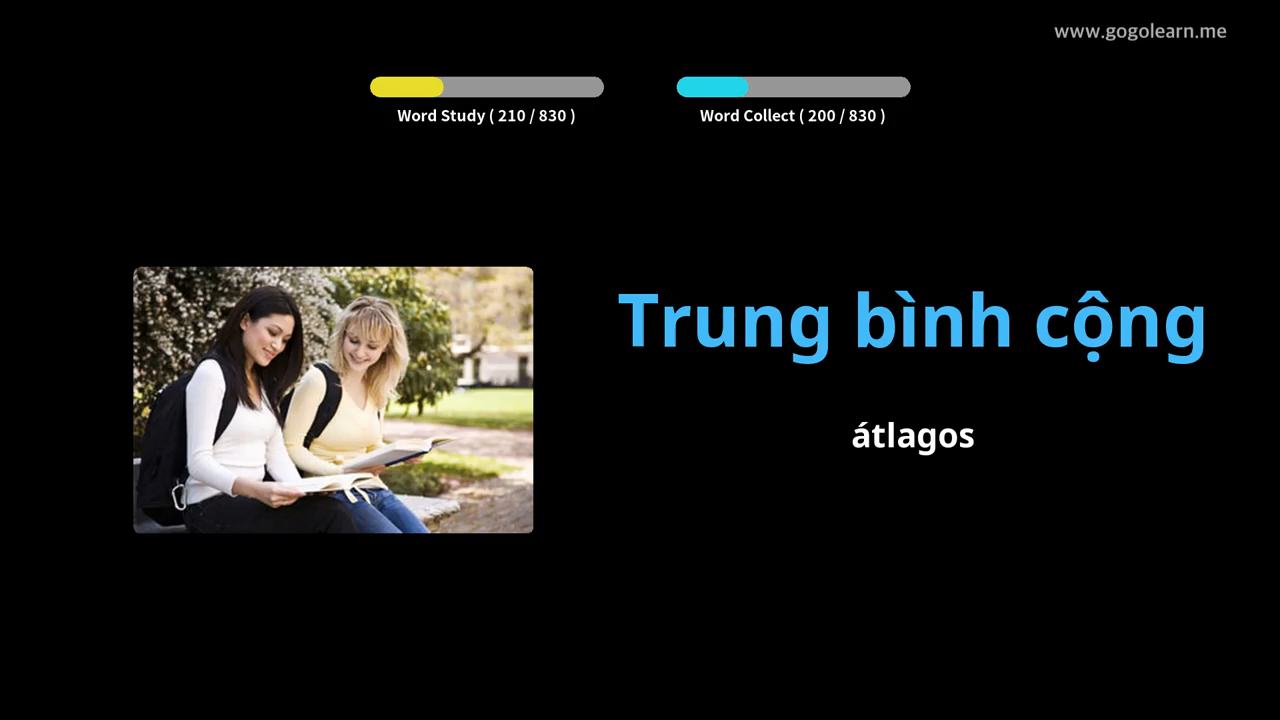 www.gogolearn.me
Word Study ( 210 / 830 )
Word Collect ( 200 / 830 )
Trung bình cộng
átlagos